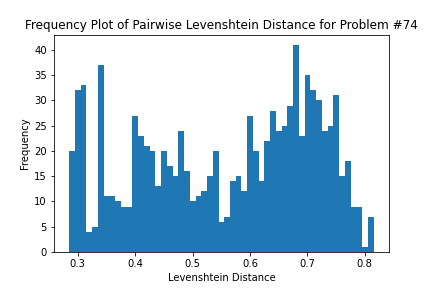 Frequency Plot of Pairwise Levenshtein Distance for Problem #74
Frequency
40
35
30
25
20
15
10
5
0
0.3 0.4 0.5 0.6 0.7 0.8
Levenshtein Distance